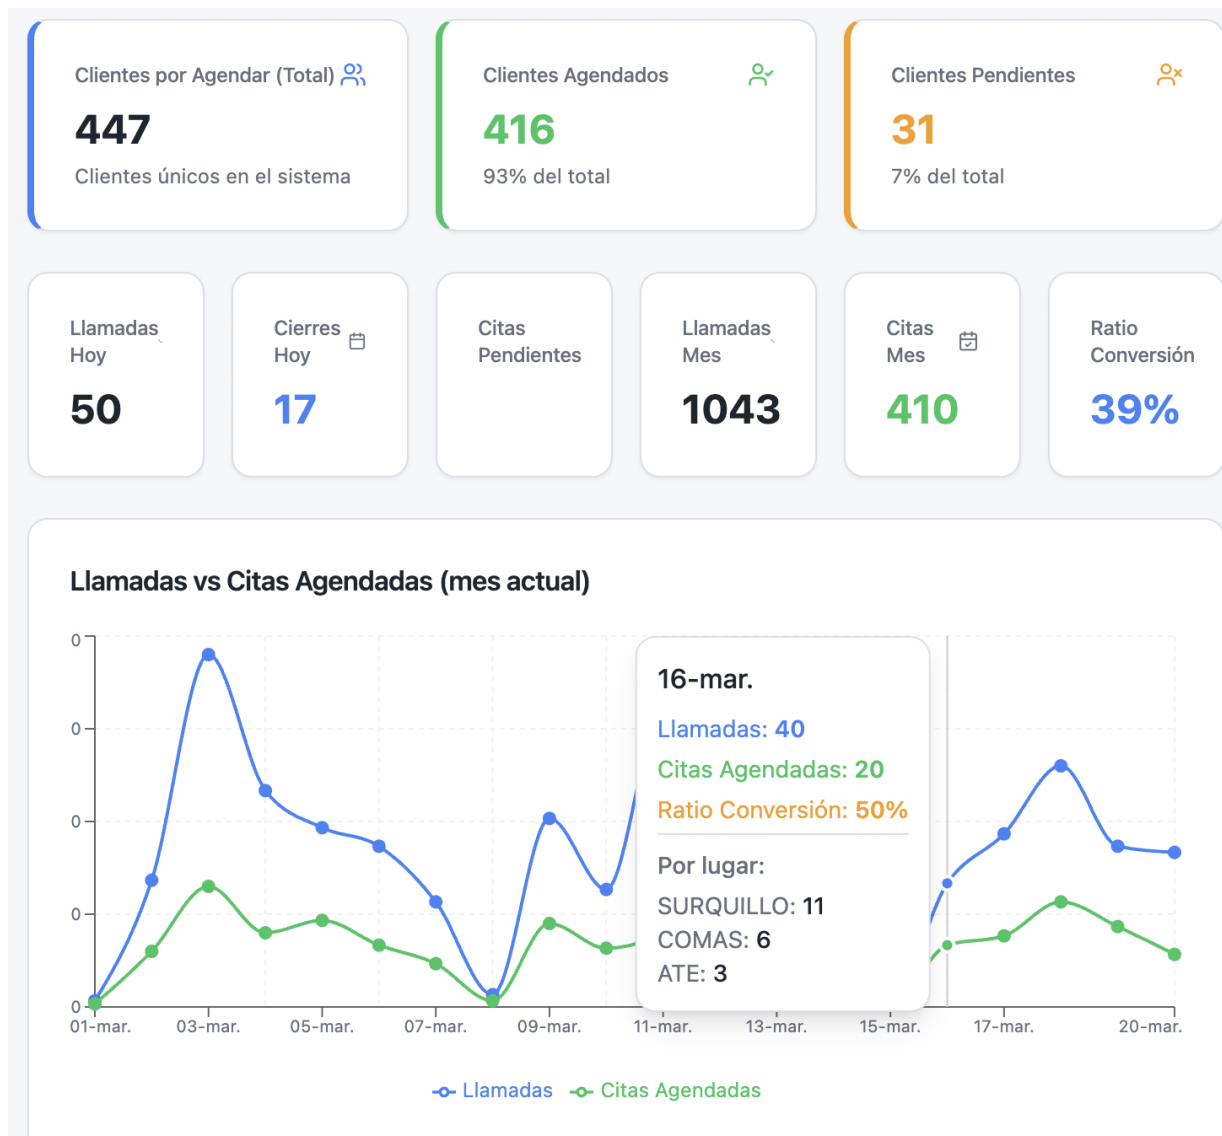 Clientes por Agendar (Total)
447
Clientes únicos en el sistema
Clientes Agendados
416
93% del total
Clientes Pendientes
31
7% del total
Llamadas
Hoy
50
Cierres
Hoy
17
Citas
Pendientes
Llamadas
Mes
1043
Citas
Mes
410
Ratio
Conversión
39%
Llamadas vs Citas Agendadas (mes actual)
0
0
0
0
0
16-mar.
Llamadas: 40
Citas Agendadas: 20
Ratio Conversión: 50%
Por lugar:
SURQUILLO: 11
COMAS: 6
ATE: 3
01-mar. 03-mar. 05-mar. 07-mar. 09-mar. 11-mar. 13-mar. 15-mar. 17-mar. 20-mar.
Llamadas Citas Agendadas